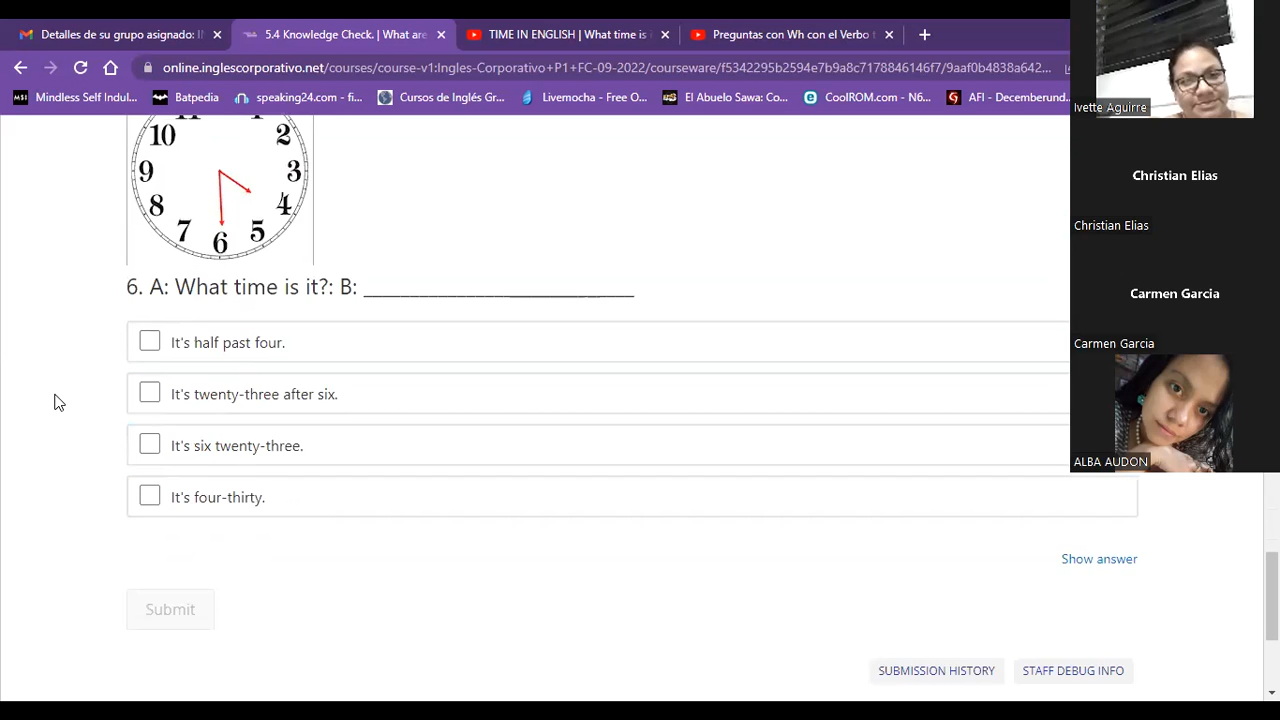 Detalles de su grupo asignado: I
5.4 Knowledge Check. | What are
TIME IN ENGLISH | What time is
Preguntas con Wh con el Verbo t
online.inglescorporativo.net/courses/course-v1:Ingles-Corporativo+P1+FC-09-2022/courseware/f5342295b2594e7b9a8c7178846146f7/9aaf0b4838a642...
Mindless Self Indul...
Batpedia
speaking24.com - fi...
Cursos de Inglés Gr...
Livemocha - Free O...
El Abuelo Sawa: Co...
CoolROM.com - N6...
AFI - Decemberund...
11 1
10 2
9 3
8 4
7 5
6
6. A: What time is it?: B: ________________________
It's half past four.
It's twenty-three after six.
It's six twenty-three.
It's four-thirty.
Show answer
Submit
SUBMISSION HISTORY
STAFF DEBUG INFO
Ivette Aguirre
Christian Elias
Christian Elias
Carmen Garcia
Carmen Garcia
ALBA AUDON